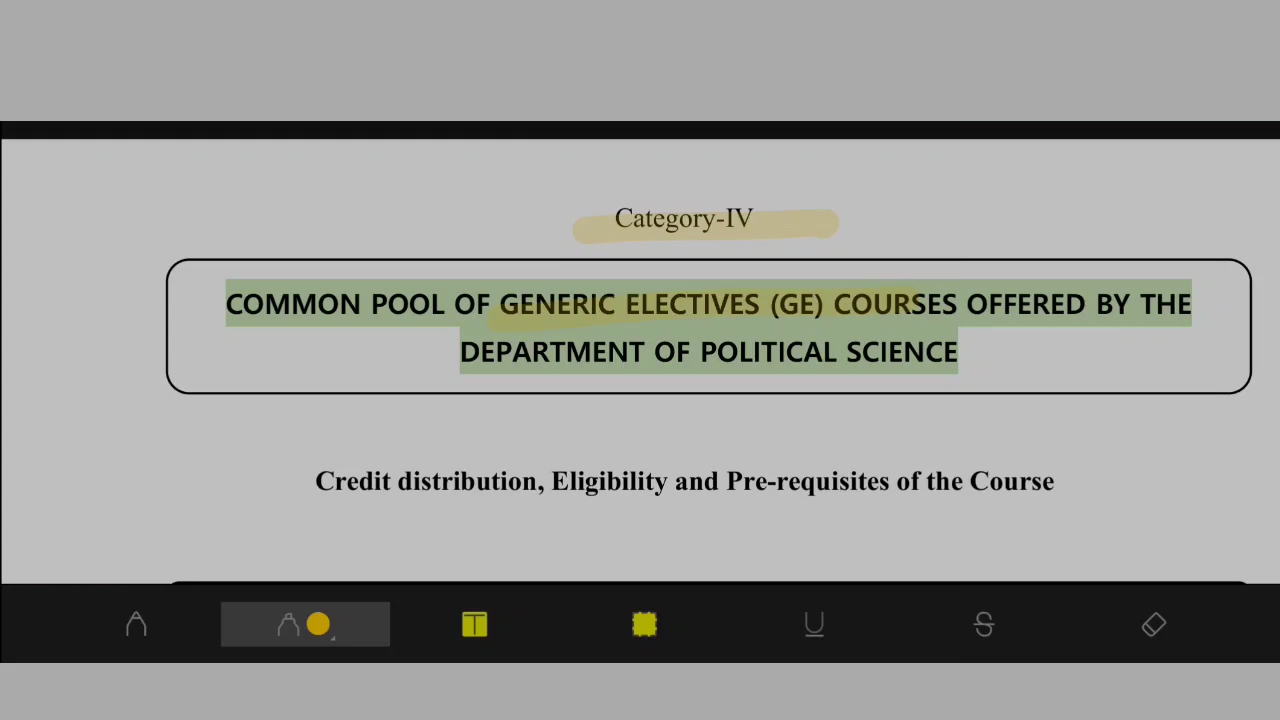 Category-IV
COMMON POOL OF GENERIC ELECTIVES (GE) COURSES OFFERED BY THE
DEPARTMENT OF POLITICAL SCIENCE
Credit distribution, Eligibility and Pre-requisites of the Course